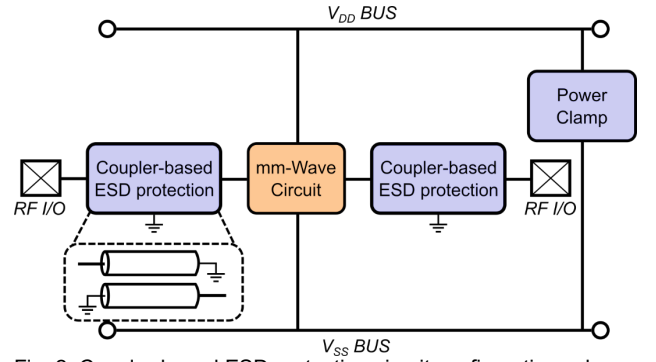 V_DD BUS
Power
Clamp
Coupler-based
ESD protection
mm-Wave
Circuit
Coupler-based
ESD protection
RF I/O
RF I/O
V_SS BUS